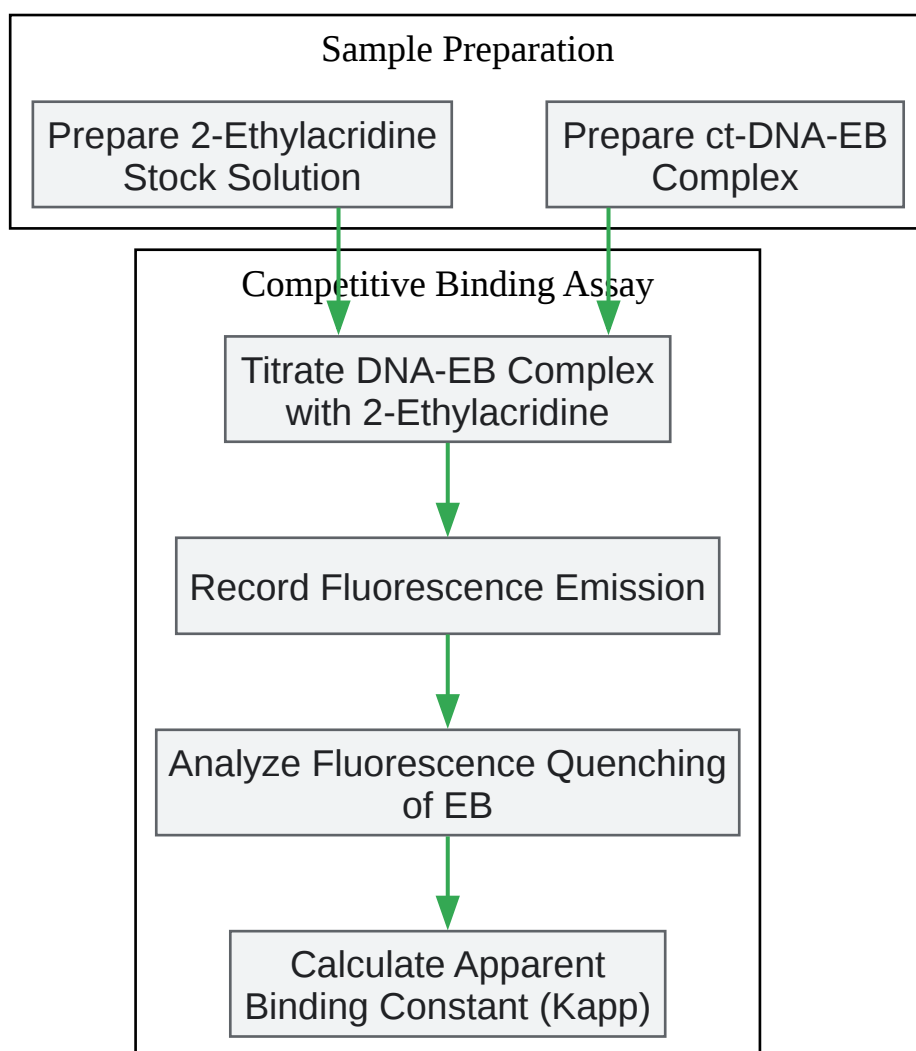 Sample Preparation
Prepare 2-Ethylacridine
Stock Solution
Prepare ct-DNA-EB
Complex
Competitive Binding Assay
Titrate DNA-EB Complex
with 2-Ethylacridine
Record Fluorescence Emission
Analyze Fluorescence Quenching
of EB
Calculate Apparent
Binding Constant (Kapp)